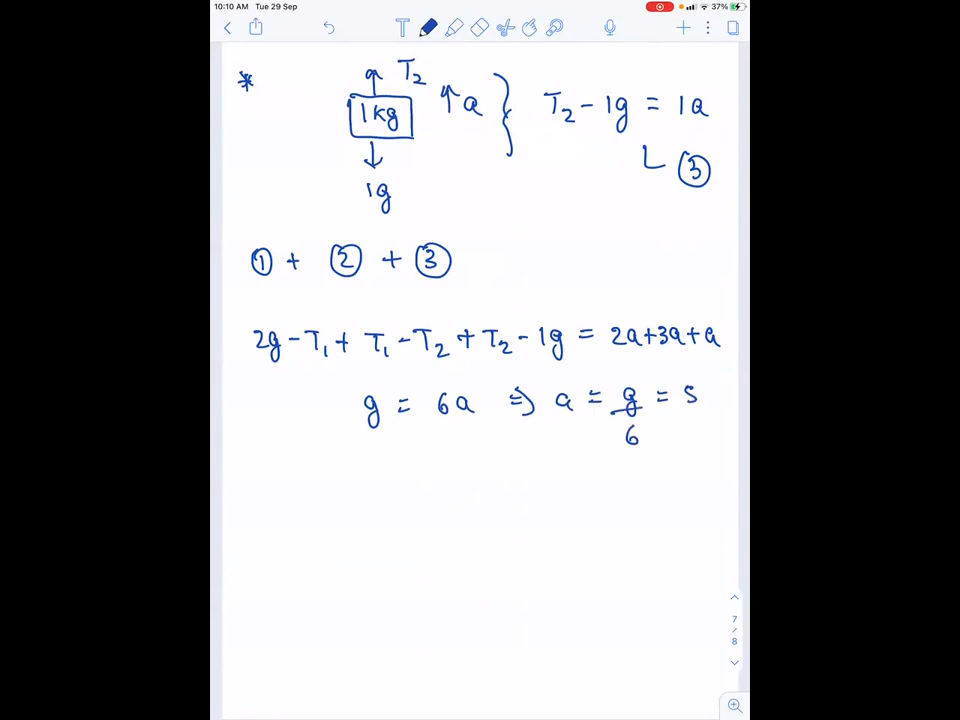 10:10 AM Tue 29 Sep 37%
* T₂
1kg ↑a } T₂ - 1g = 1a
1g ③
① + ② + ③
2g - T₁ + T₁ - T₂ + T₂ - 1g = 2a+3a+a
g = 6a ⇒ a = g/6 = 5
7/8